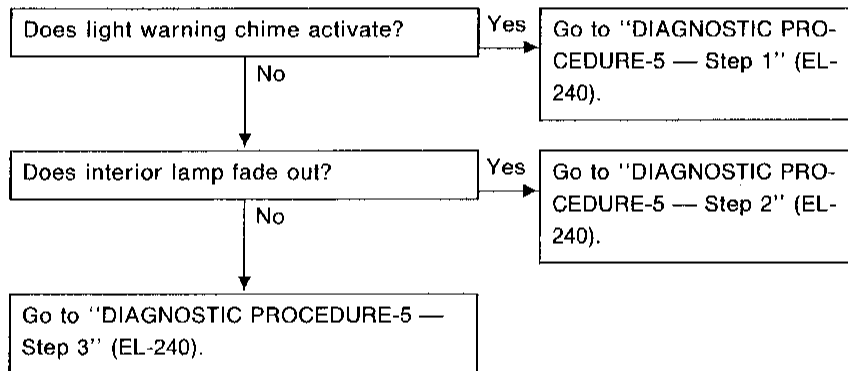 Does light warning chime activate?
Yes
Go to ‘‘DIAGNOSTIC PRO-
CEDURE-5 — Step 1’’ (EL-
240).
No
Does interior lamp fade out?
Yes
Go to ‘‘DIAGNOSTIC PRO-
CEDURE-5 — Step 2’’ (EL-
240).
No
Go to ‘‘DIAGNOSTIC PROCEDURE-5 —
Step 3’’ (EL-240).